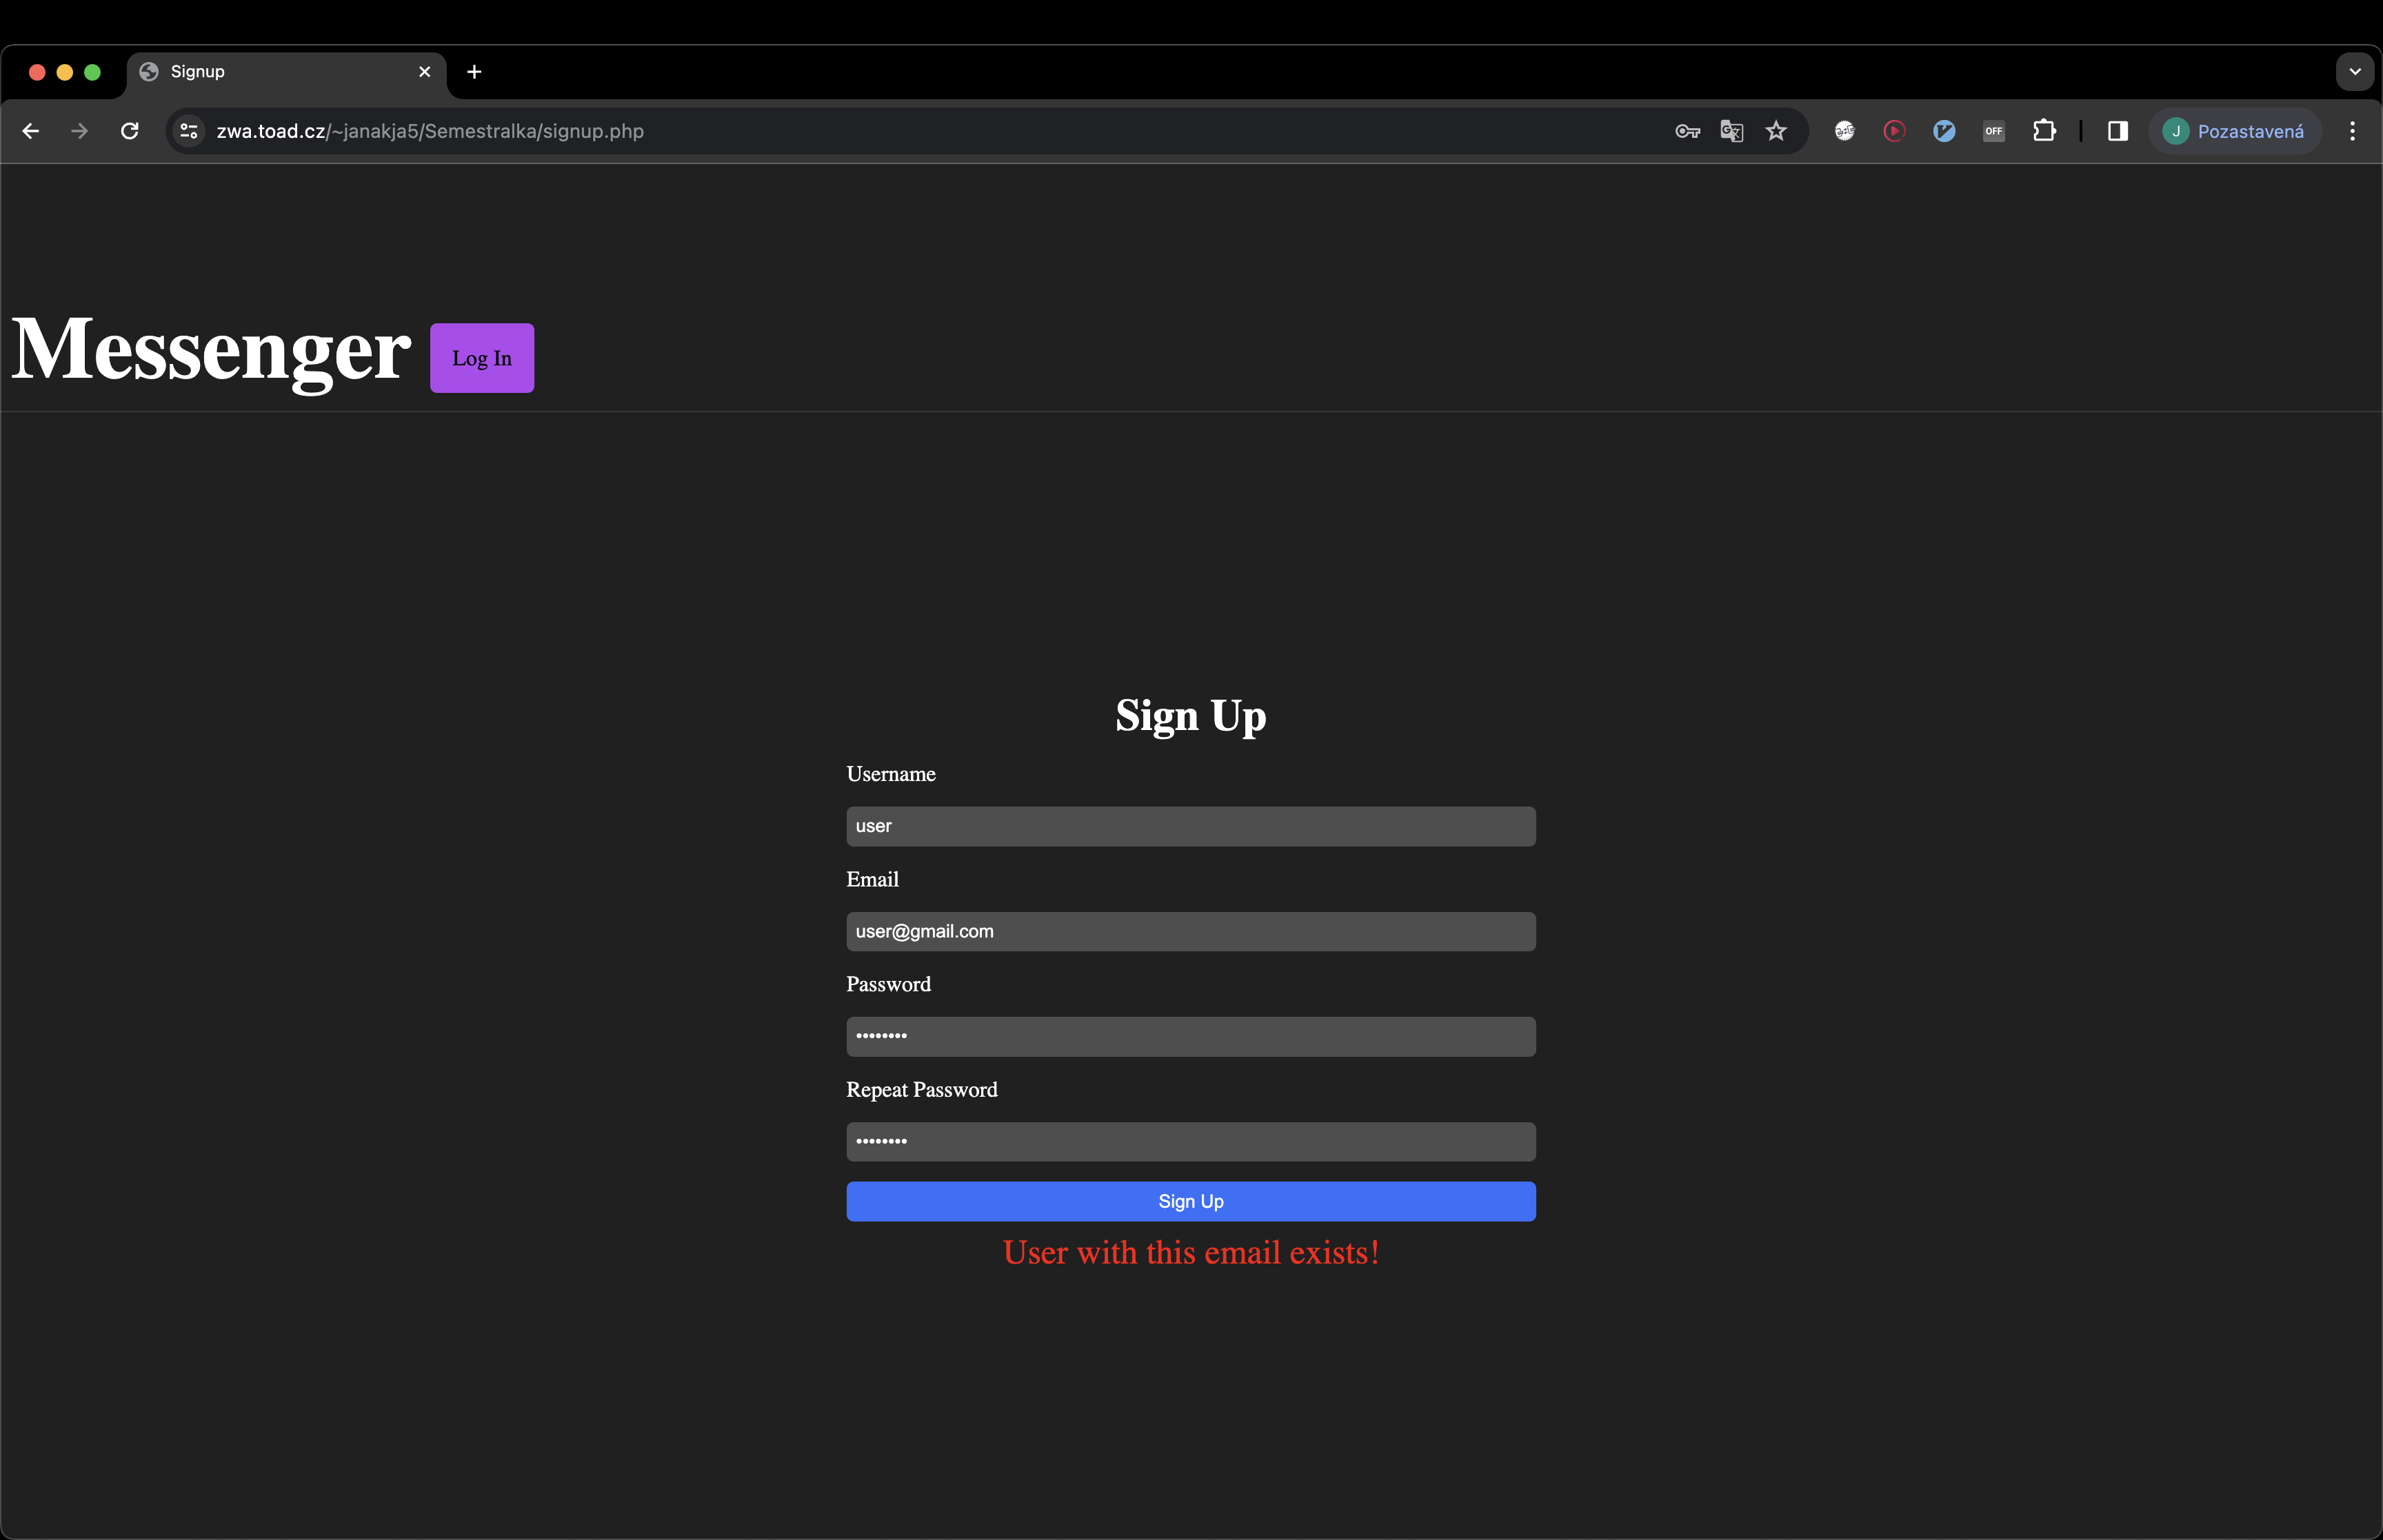 Signup
zwa.toad.cz/~janakja5/Semestralka/signup.php
OFF
J
Pozastavená
Messenger
Log In
Sign Up
Username
user
Email
user@gmail.com
Password
••••••••
Repeat Password
••••••••
Sign Up
User with this email exists!